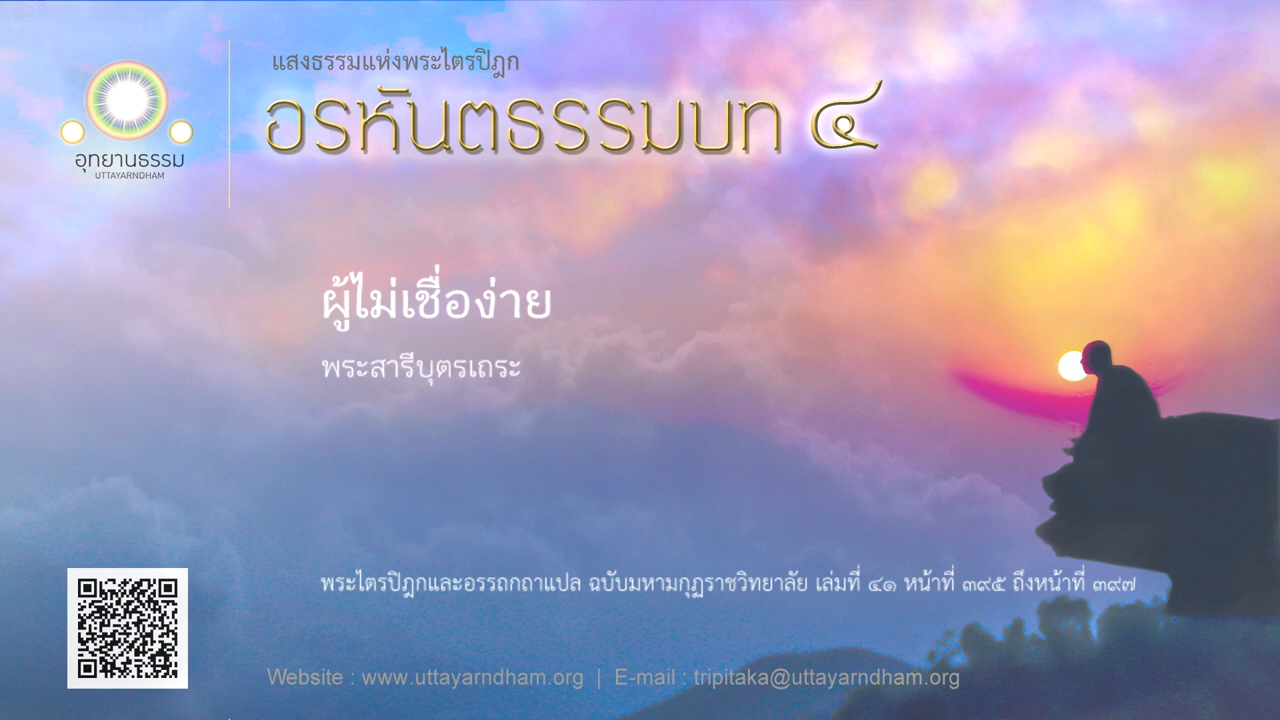 อุทยานธรรม
UTTAYARNDHAM
แสงธรรมแห่งพระไตรปิฎก
อรหันตธรรมบท ๔
ผู้ไม่เชื่อง่าย
พระสารีบุตรเถระ
พระไตรปิฎกและอรรถกถาแปล ฉบับมหามกุฏราชวิทยาลัย เล่มที่ ๔๑ หน้าที่ ๓๙๕ ถึงหน้าที่ ๓๙๗
Website : www.uttayarndham.org | E-mail : tripitaka@uttayarndham.org